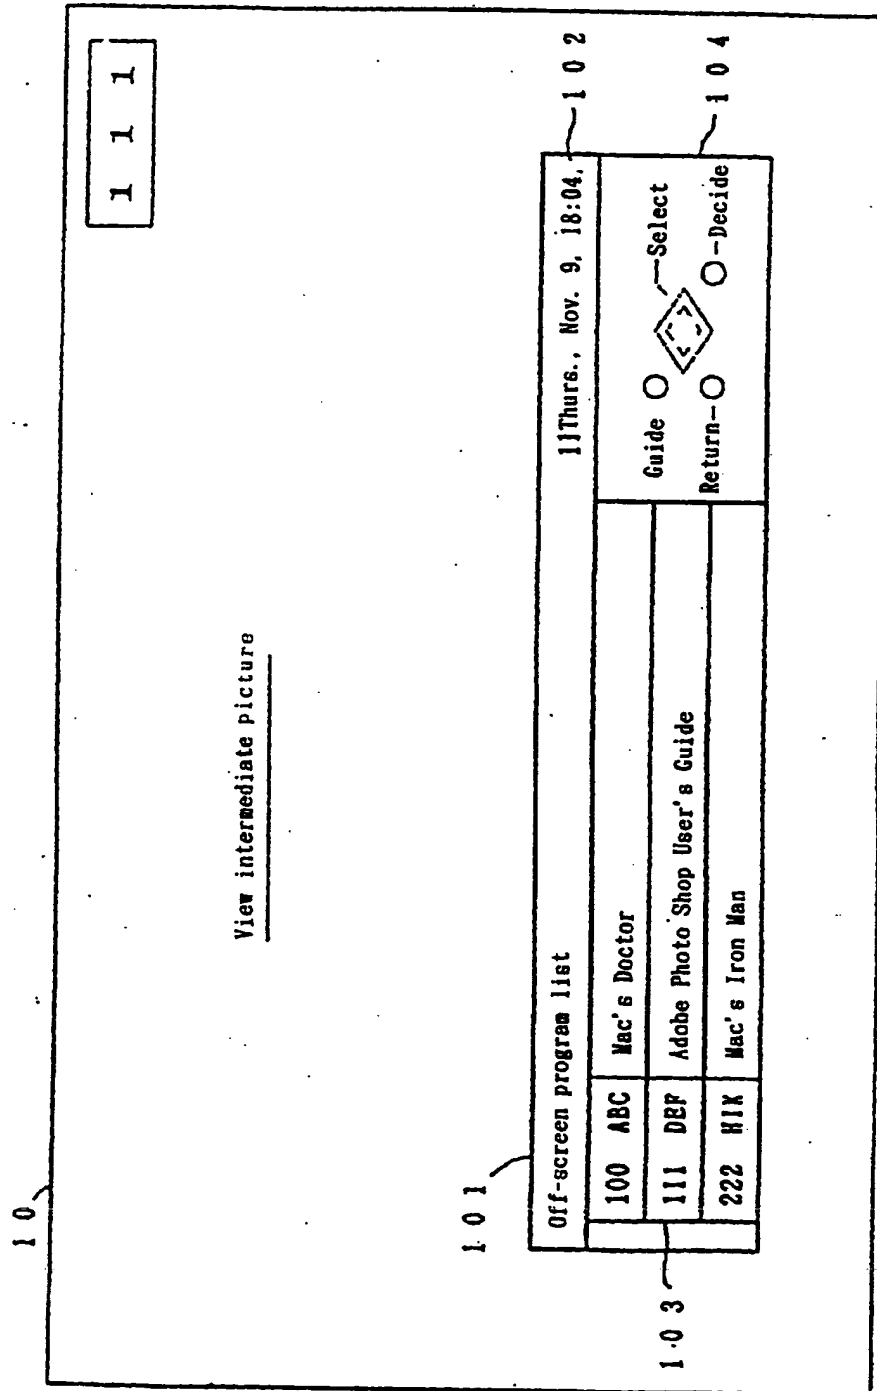 10
111
View intermediate picture
101
102
Off-screen program list
11Thurs., Nov. 9, 18:04,
100 ABC Mac's Doctor
111 DEF Adobe Photo Shop User's Guide
222 HIK Mac's Iron Man
Guide
Select
Return
Decide
103
104